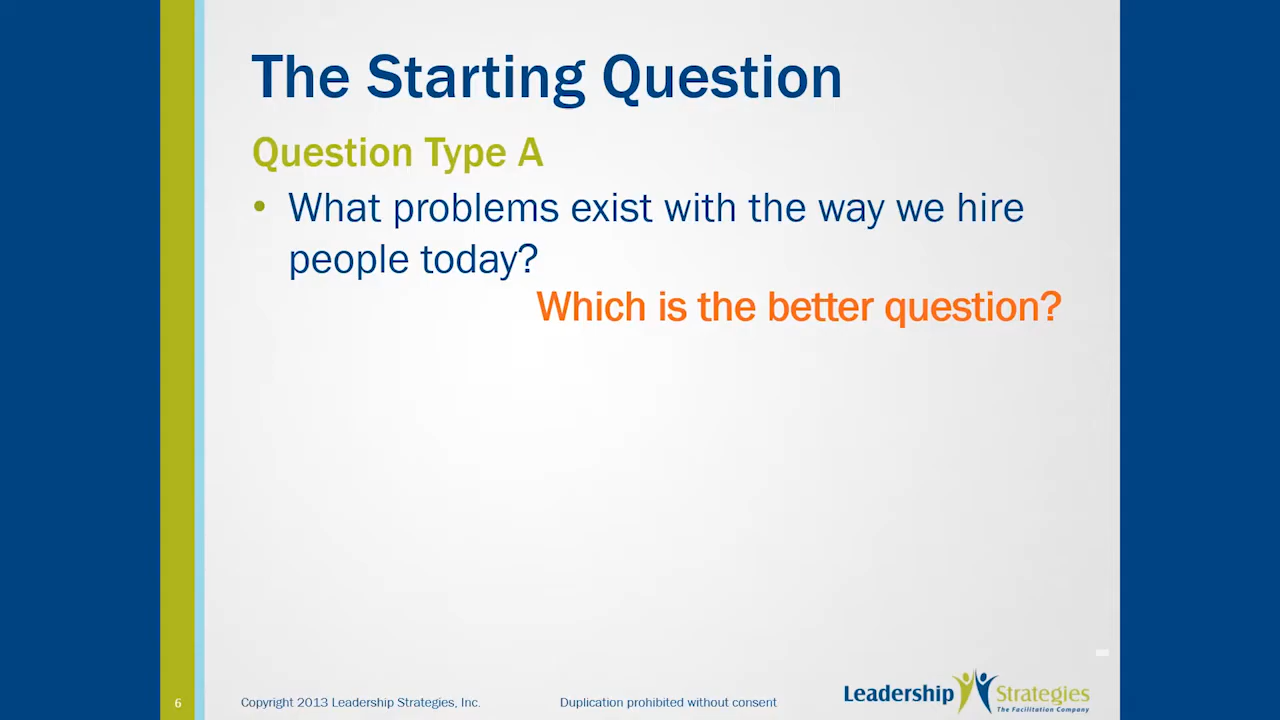 The Starting Question
Question Type A
• What problems exist with the way we hire
people today?
Which is the better question?
6
Copyright 2013 Leadership Strategies, Inc.
Duplication prohibited without consent
Leadership Strategies
The Facilitation Company